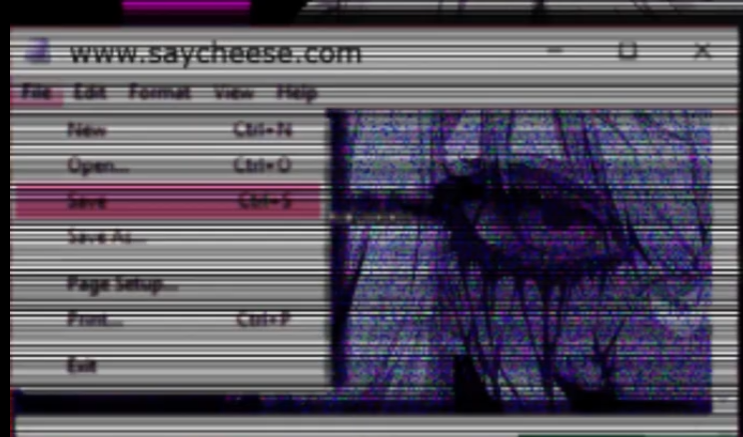 www.saycheese.com
File Edit Format View Help
New Ctrl+N
Open... Ctrl+O
Save Ctrl+S
Save As...
Page Setup...
Print... Ctrl+P
Exit